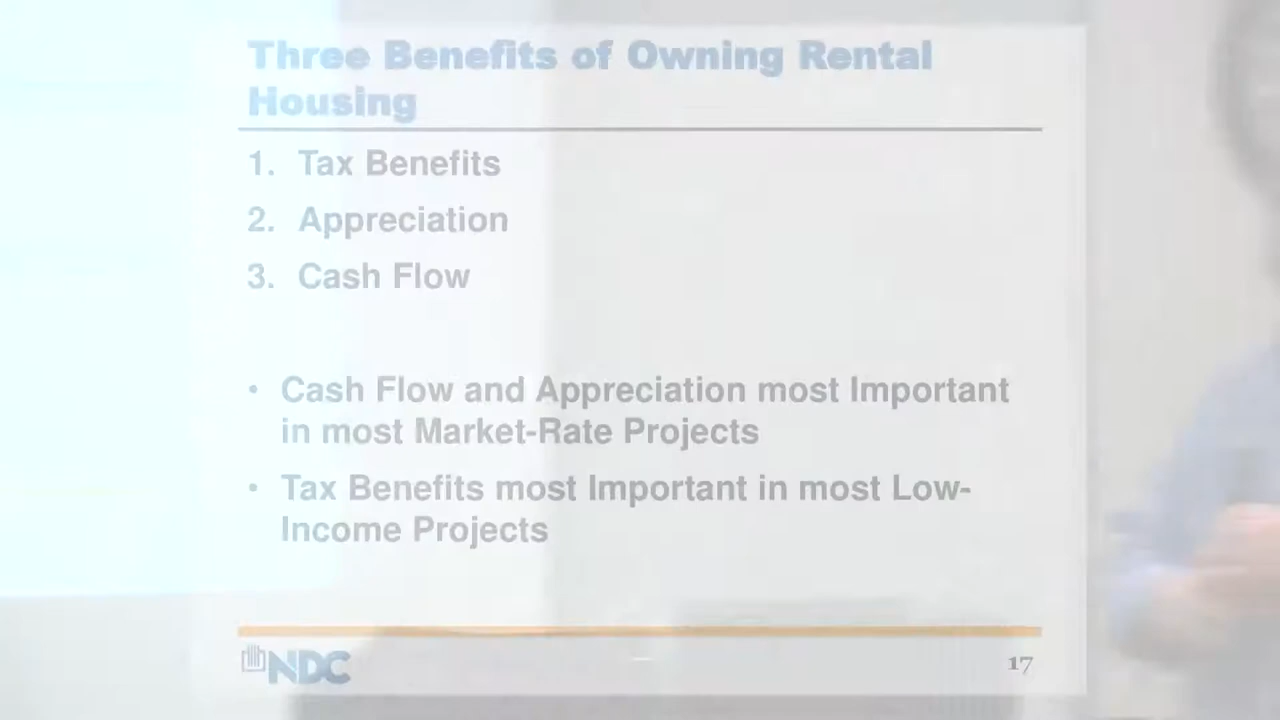 Three Benefits of Owning Rental
Housing
1. Tax Benefits
2. Appreciation
3. Cash Flow
• Cash Flow and Appreciation most Important
in most Market-Rate Projects
• Tax Benefits most Important in most Low-
Income Projects
NDC
17